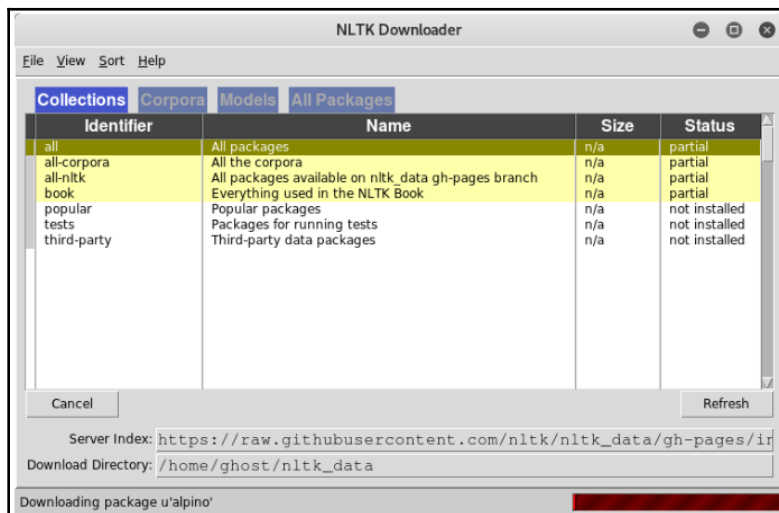 NLTK Downloader
File View Sort Help
Collections Corpora Models All Packages
Identifier Name Size Status
all All packages n/a partial
all-corpora All the corpora n/a partial
all-nltk All packages available on nltk_data gh-pages branch n/a partial
book Everything used in the NLTK Book n/a partial
popular Popular packages n/a not installed
tests Packages for running tests n/a not installed
third-party Third-party data packages n/a not installed
Cancel Refresh
Server Index: https://raw.githubusercontent.com/nltk/nltk_data/gh-pages/in
Download Directory: /home/ghost/nltk_data
Downloading package u'alpino'